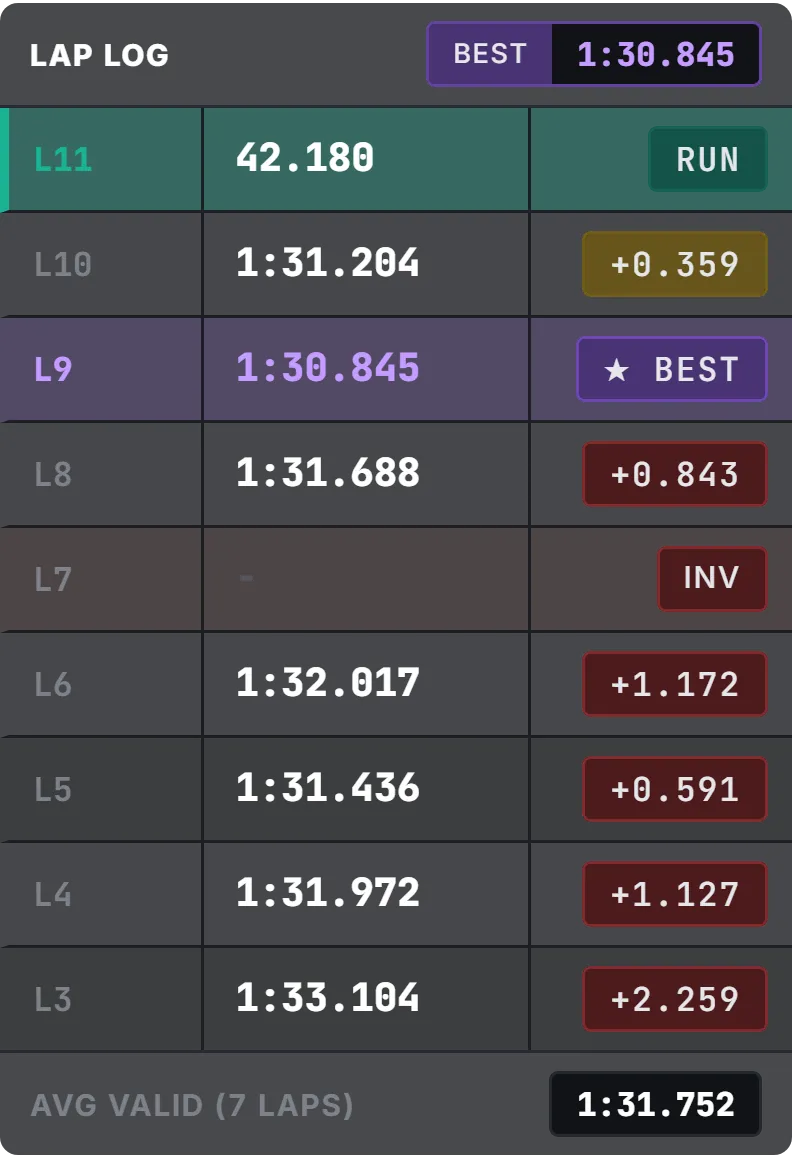 LAP LOG BEST 1:30.845
L11 42.180 RUN
L10 1:31.204 +0.359
L9 1:30.845 ★ BEST
L8 1:31.688 +0.843
L7 - INV
L6 1:32.017 +1.172
L5 1:31.436 +0.591
L4 1:31.972 +1.127
L3 1:33.104 +2.259
AVG VALID (7 LAPS) 1:31.752